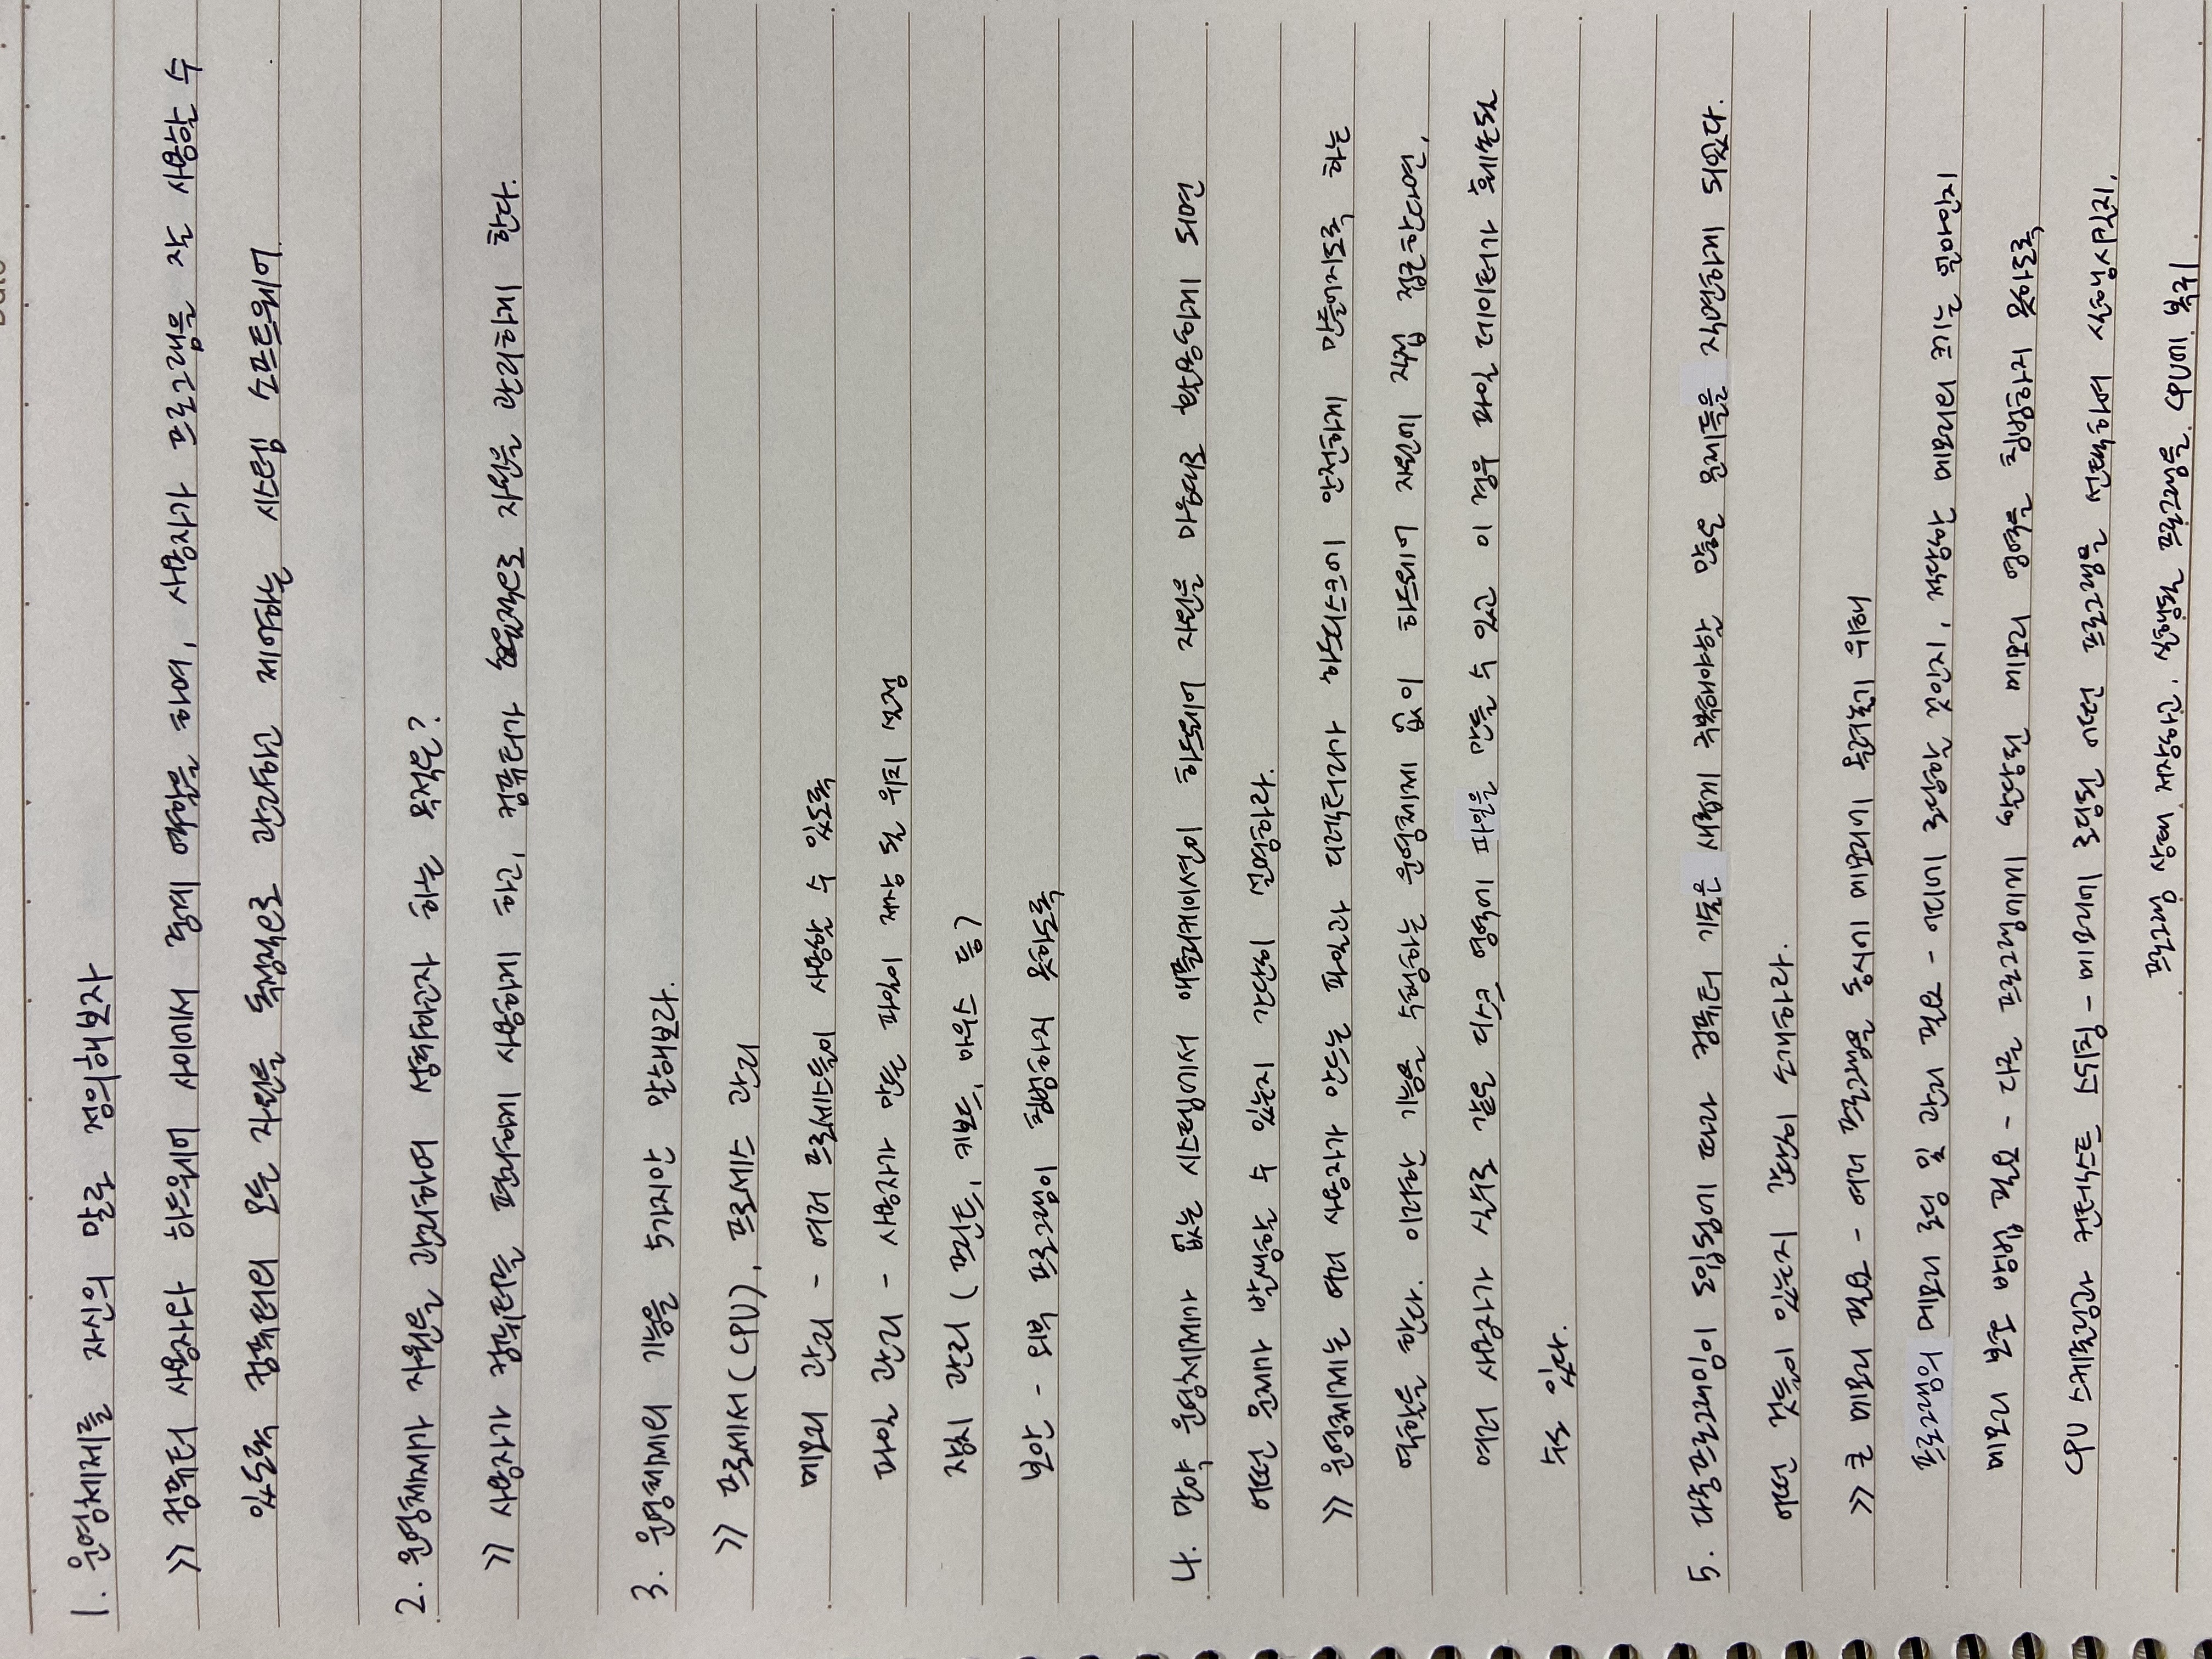 Date
1. 운영체제를 자신의 말로 정의해보자
>> 컴퓨터 사용자와 하드웨어 사이에서 중계 역할을 하여, 사용자가 프로그램을 잘 사용할 수
있도록 컴퓨터의 모든 자원을 독점적으로 관리하고 제어하는 시스템 소프트웨어.
2. 운영체제가 자원을 관리하여 성취하고자 하는 목적은?
>> 사용자가 컴퓨터를 편리하게 사용하게 하고, 컴퓨터가 효율적으로 자원을 관리하게 한다.
3. 운영체제의 기능을 5가지만 말해보라.
>> 프로세서(CPU), 프로세스 관리
메모리 관리 - 여러 프로세스들이 사용할 수 있도록
파일 관리 - 사용자가 만든 파일이 저장 될 위치 설정
장치 관리 (프린트, 키보드, 마우스 등)
보안 - 외부 프로그램이 침범하지 못하도록
4. 만약 운영체제가 없는 시스템에서 애플리케이션이 하드웨어 자원을 마음대로 활용하게 되면
어떤 문제가 발생할 수 있는지 간단히 설명하라.
>> 운영체제는 여러 사용자가 만드는 파일과 디렉터리가 하드디스크에 안전하게 만들어지도록 하는
역할을 한다. 이러한 기능을 수행하는 운영체제 없이 하드웨어 자원에 직접 접근한다면,
여러 사용자가 실수로 같은 디스크 영역에 파일을 만들 수 있고 이 경우 파일 데이터가 훼손될
수도 있다.
5. 다중프로그래밍이 도입됨에 따라 컴퓨터 기술은 새롭게 극복해야할 많은 문제들을 직면하게 되었다.
어떤 것들이 있는지 간단히 소개하라.
>> 큰 메모리 필요 - 여러 프로그램을 동시에 메모리에 올려놓기 위해
프로그램의 메모리 로딩 및 관리 필요 - 어디에 로딩할 것인지, 적당한 메모리의 크기는 얼마인지
메모리 보호 방법 필요 - 다른 프로그램에게 할당된 메모리 영역을 침범하지 못하도록
CPU 스케줄링과 컨텍스트 스위칭 - 메모리에 로딩된 어떤 프로그램을 선택하여 실행시킬지,
프로그램 상태 저장하고, 실행될 프로그램을 CPU에 복귀